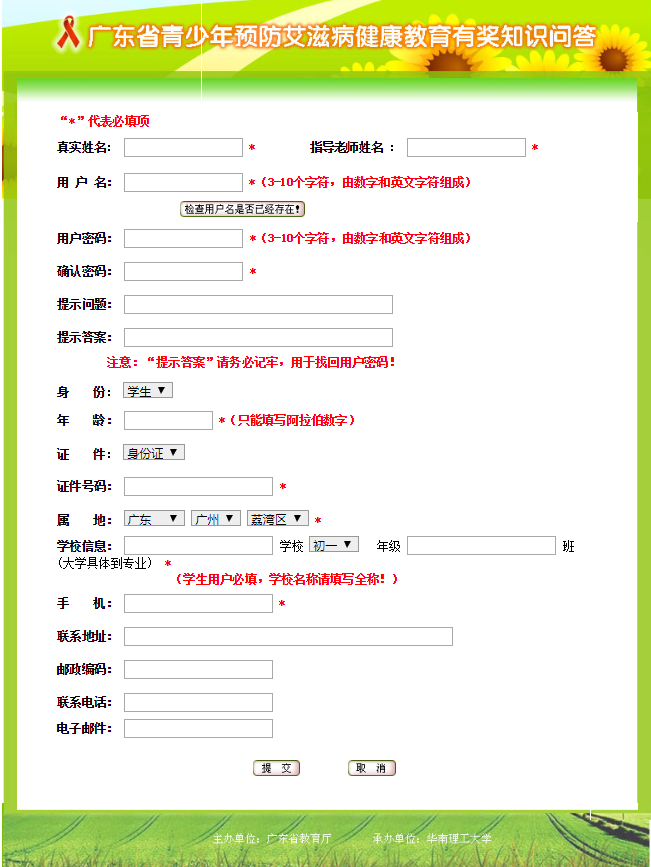 广东省青少年预防艾滋病健康教育有奖知识问答
“*”代表必填项
真实姓名: * 指导老师姓名 : *
用 户 名: *（3-10个字符，由数字和英文字符组成）
检查用户名是否已经存在!
用户密码: *（3-10个字符，由数字和英文字符组成）
确认密码: *
提示问题:
提示答案:
注意：“提示答案”请务必记牢，用于找回用户密码!
身 份: 学生 ▼
年 龄: *（只能填写阿拉伯数字）
证 件: 身份证 ▼
证件号码: *
属 地: 广东 ▼ 广州 ▼ 荔湾区 ▼ *
学校信息: 学校 初一 ▼ 年级 班
(大学具体到专业) *
（学生用户必填，学校名称请填写全称！）
手 机: *
联系地址:
邮政编码:
联系电话:
电子邮件:
提 交 取 消
主办单位：广东省教育厅 承办单位：华南理工大学